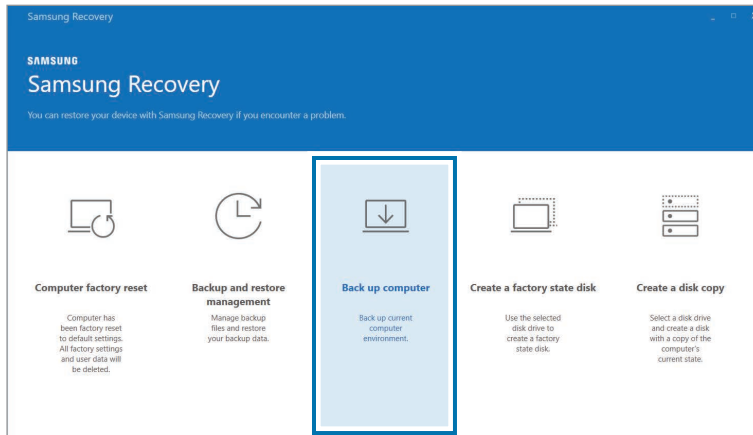 Samsung Recovery
SAMSUNG
Samsung Recovery
You can restore your device with Samsung Recovery if you encounter a problem.
Computer factory reset
Computer has
been factory reset
to default settings.
All factory settings
and user data will
be deleted.
Backup and restore
management
Manage backup
files and restore
your backup data.
Back up computer
Back up current
computer
environment.
Create a factory state disk
Use the selected
disk drive to
create a factory
state disk.
Create a disk copy
Select a disk drive
and create a disk
with a copy of the
computer's
current state.